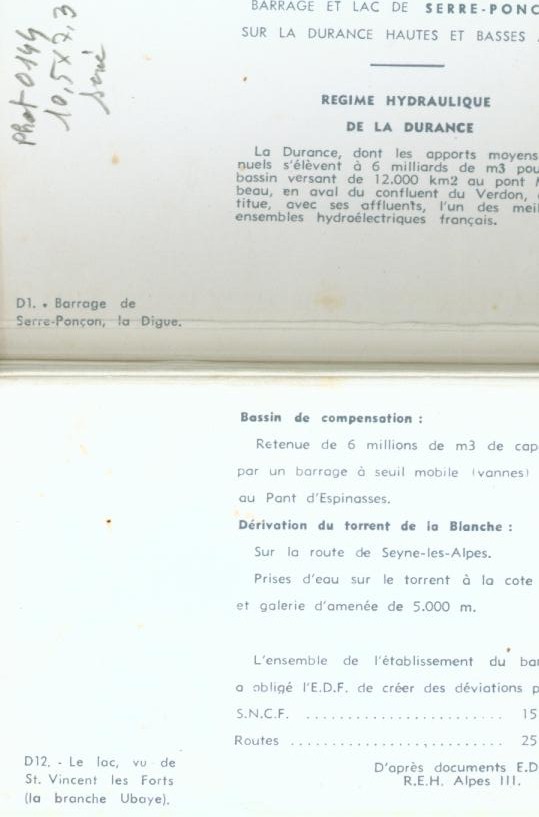 Phot 0144
10,5x7,3
BARRAGE ET LAC DE SERRE-PONC
SUR LA DURANCE HAUTES ET BASSES
REGIME HYDRAULIQUE
DE LA DURANCE
La Durance, dont les apports moyens
nuels s'élèvent à 6 milliards de m3 pou
bassin versant de 12.000 km2 au pont
beau, en aval du confluent du Verdon,
titue, avec ses affluents, l'un des meil
ensembles hydroélectriques français.
D1. - Barrage de
Serre-Ponçon, la Digue.
Bassin de compensation :
Retenue de 6 millions de m3 de cap
par un barrage à seuil mobile (vannes)
au Pant d'Espinasses.
Dérivation du torrent de la Blanche :
Sur la route de Seyne-les-Alpes.
Prises d'eau sur le torrent à la cote
et galerie d'amenée de 5.000 m.
L'ensemble de l'établissement du bar
a obligé l'E.D.F. de créer des déviations p
S.N.C.F. ........................ 15
Routes .......................... 25
D'après documents E.D
R.E.H. Alpes III.
D12. - Le lac, vu de
St. Vincent les Forts
(la branche Ubaye).